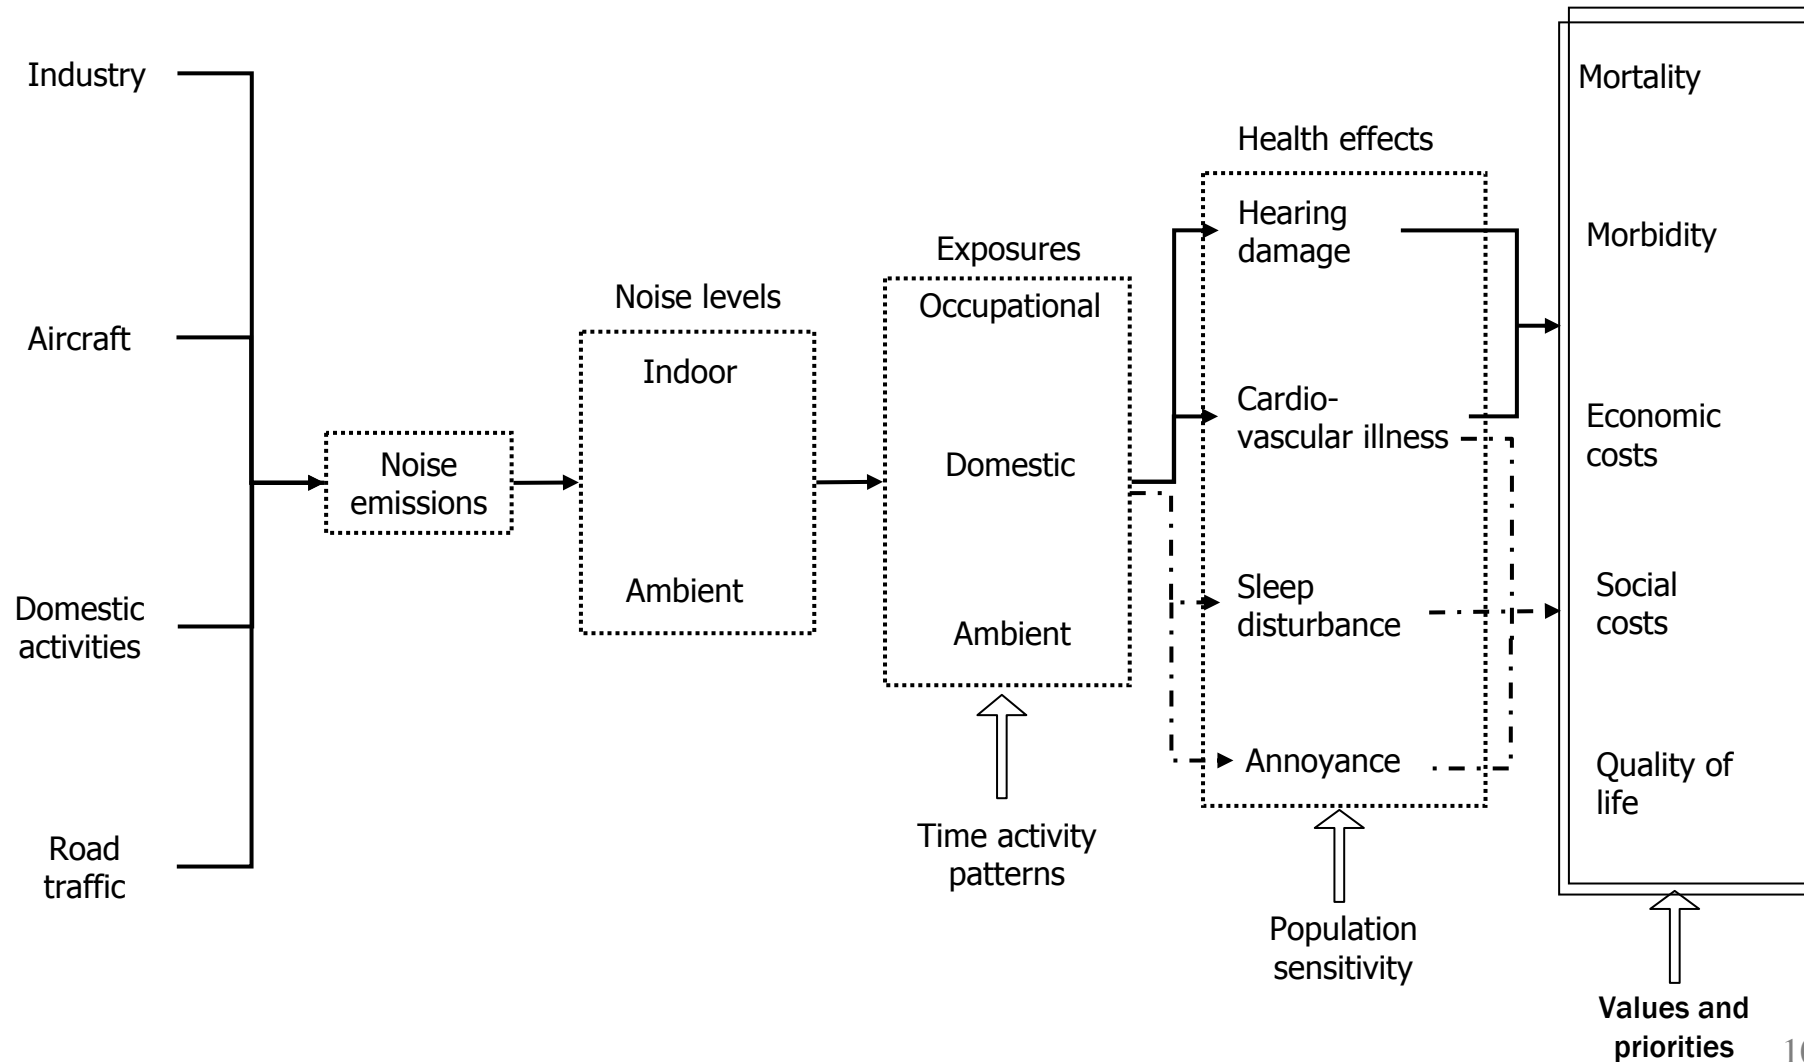 Industry
Aircraft
Domestic
activities
Road
traffic
Noise
emissions
Noise levels
Indoor
Ambient
Exposures
Occupational
Domestic
Ambient
Time activity
patterns
Health effects
Hearing
damage
Cardio-
vascular illness
Sleep
disturbance
Annoyance
Population
sensitivity
Mortality
Morbidity
Economic
costs
Social
costs
Quality of
life
Values and
priorities